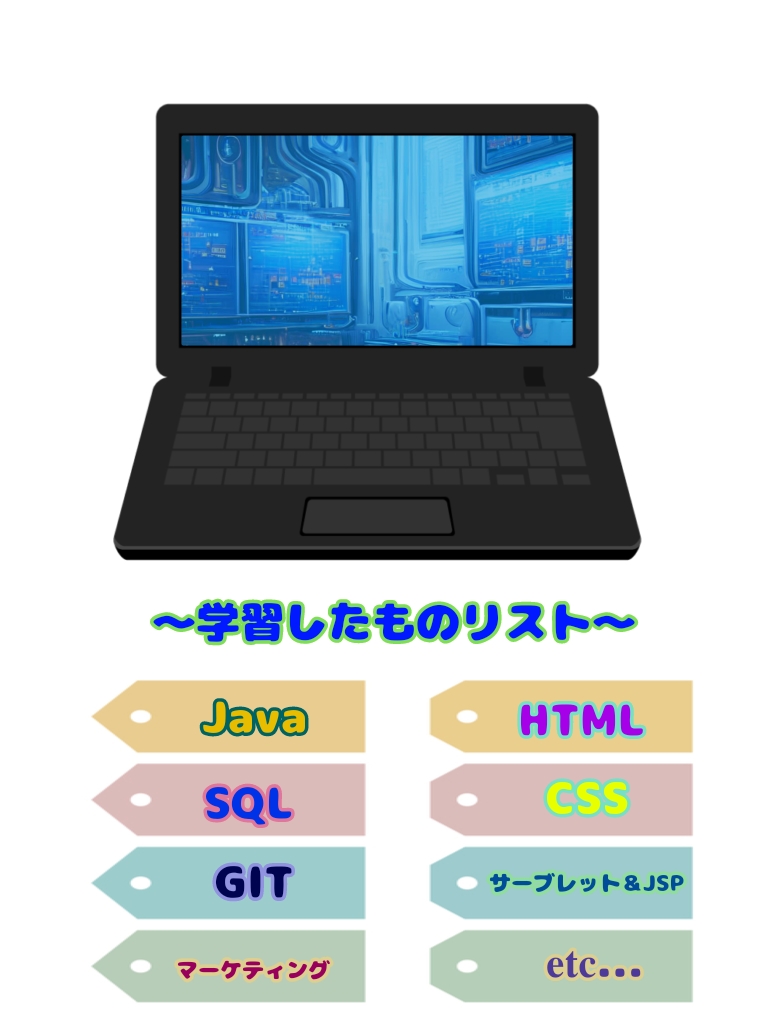 〜学習したものリスト〜
Java
HTML
SQL
CSS
GIT
サーブレット＆JSP
マーケティング
etc...